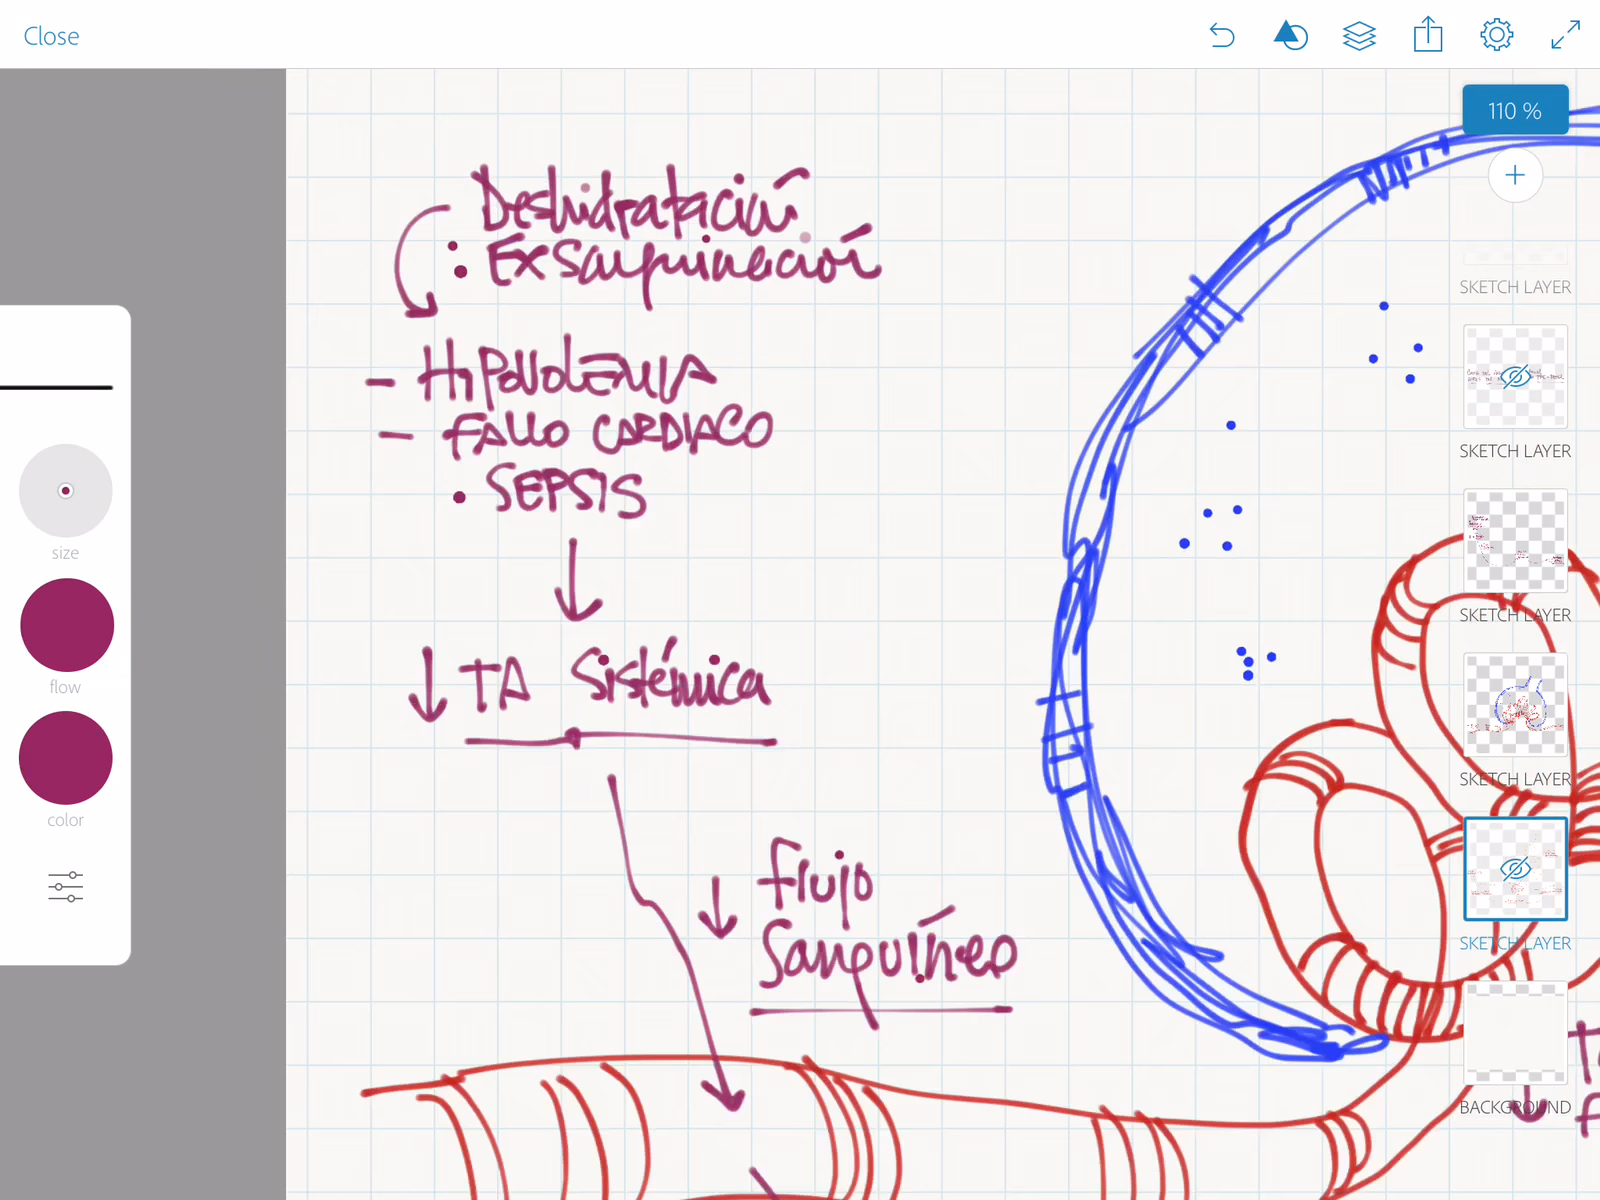 Close
110 %
Deshidratación
Exsanguinación
- HIPOVOLEMIA
- FALLO CARDIACO
• SEPSIS
↓ TA Sistémica
↓ flujo
Sanguíneo
size
flow
color
SKETCH LAYER
SKETCH LAYER
SKETCH LAYER
SKETCH LAYER
SKETCH LAYER
BACKGROUND